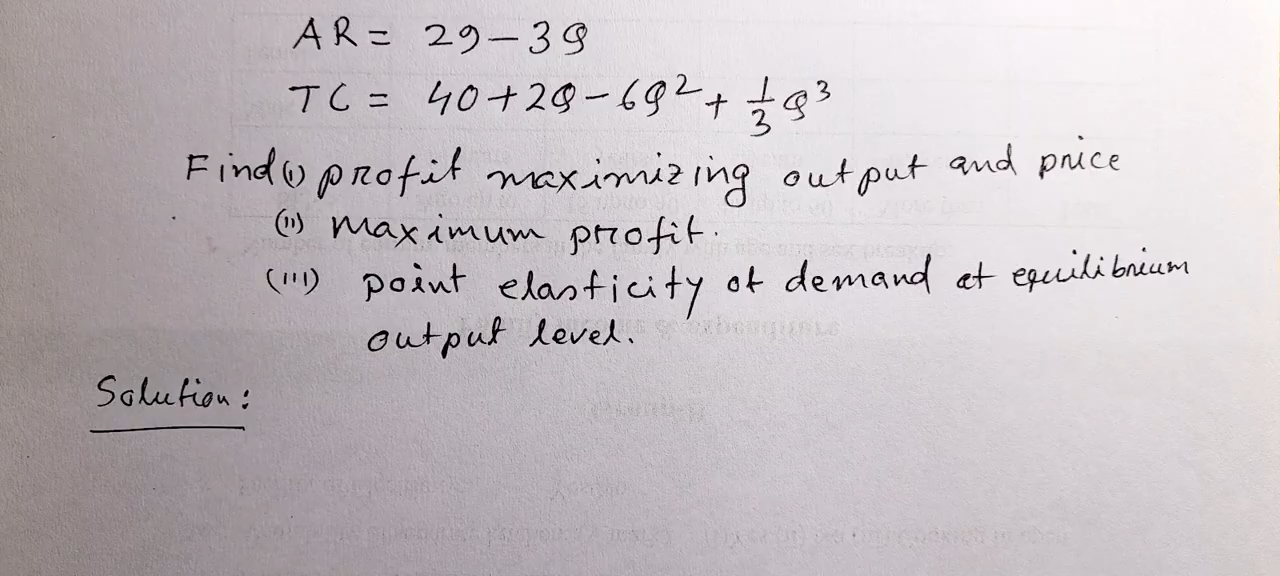 AR = 29 - 3Q
TC = 40 + 2Q - 6Q² + 1/3 Q³
Find (i) profit maximizing output and price
(ii) maximum profit.
(iii) point elasticity of demand at equilibrium
output level.
Solution: